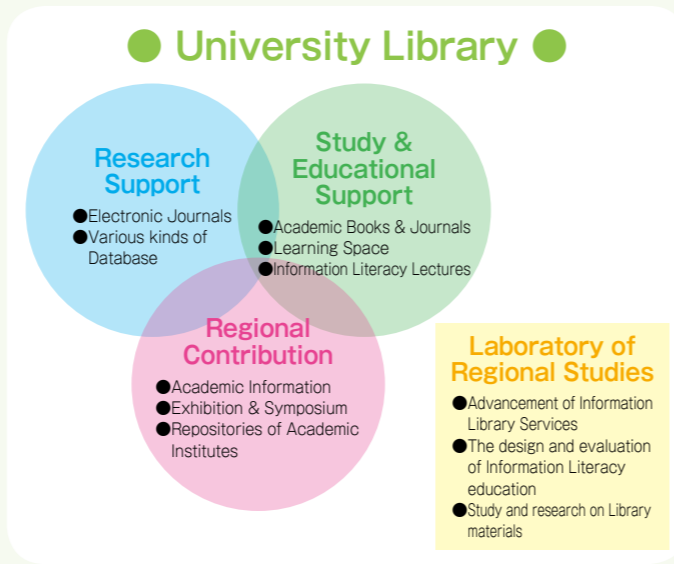 ● University Library ●
Research
Support
●Electronic Journals
●Various kinds of
Database
Study &
Educational
Support
●Academic Books & Journals
●Learning Space
●Information Literacy Lectures
Regional
Contribution
●Academic Information
●Exhibition & Symposium
●Repositories of Academic
Institutes
Laboratory of
Regional Studies
●Advancement of Information
Library Services
●The design and evaluation
of Information Literacy
education
●Study and research on Library
materials